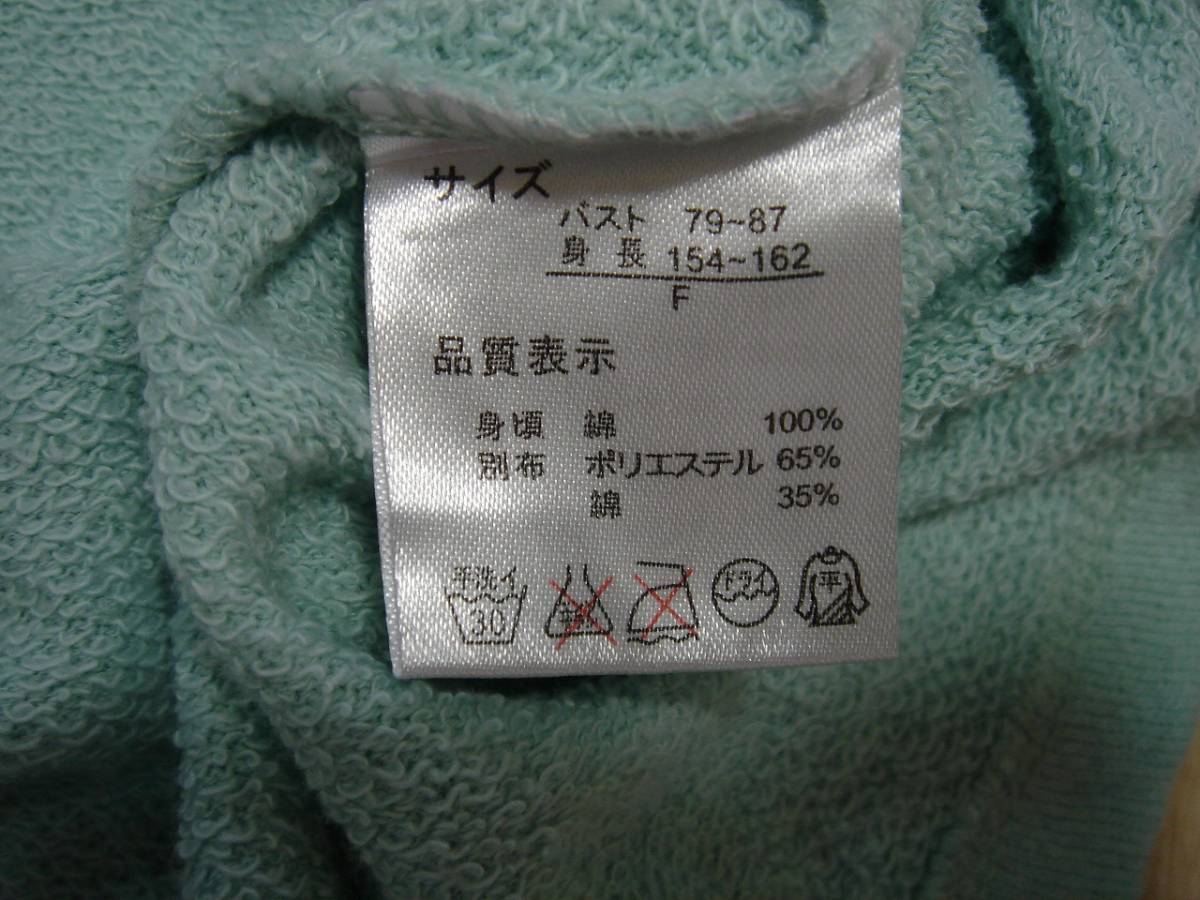 サイズ
バスト 79~87
身長 154~162
F
品質表示
身頃 綿 100%
別布 ポリエステル 65%
綿 35%
手洗イ 30 ドライ 平